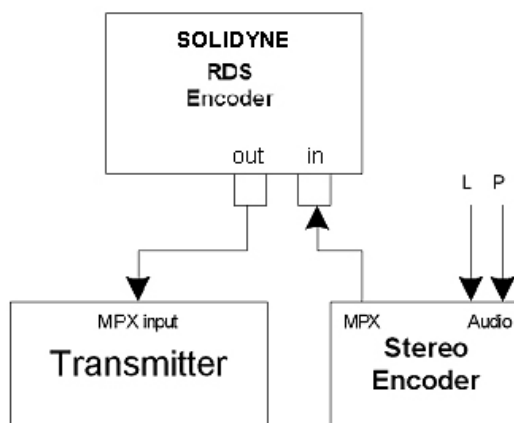 SOLIDYNE
RDS
Encoder
out in
L P
MPX input
Transmitter
MPX Audio
Stereo
Encoder